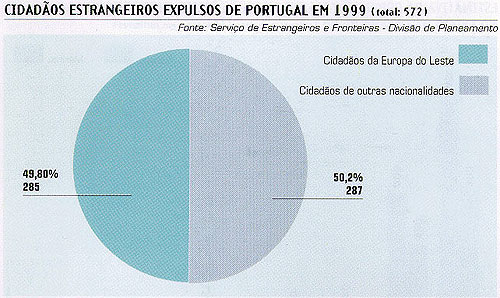 CIDADÃOS ESTRANGEIROS EXPULSOS DE PORTUGAL EM 1999 (total: 572)
Fonte: Serviço de Estrangeiros e Fronteiras - Divisão de Planeamento
Cidadãos da Europa do Leste
Cidadãos de outras nacionalidades
49,80%
285
50,2%
287